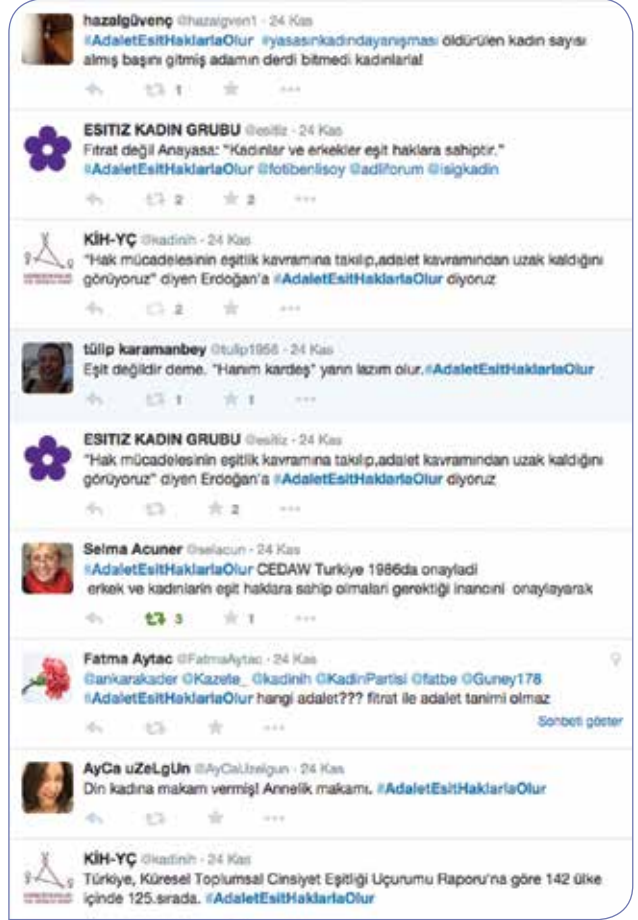 hazalgüvenç @hazalgven1 · 24 Kas
#AdaletEsitHaklarlaOlur #yasasınkadındayanışması öldürülen kadın sayısı
almış başını gitmiş adamın derdi bitmedi kadınlarla!
1
ESITIZ KADIN GRUBU @esitiz · 24 Kas
Fıtrat değil Anayasa: "Kadınlar ve erkekler eşit haklara sahiptir."
#AdaletEsitHaklarlaOlur @fotibenlisoy @adliforum @isigkadin
2 2
KİH-YÇ @kadinih · 24 Kas
"Hak mücadelesinin eşitlik kavramına takılıp,adalet kavramından uzak kaldığını
görüyoruz" diyen Erdoğan'a #AdaletEsitHaklarlaOlur diyoruz
2
tülip karamanbey @tulip1956 · 24 Kas
Eşit değildir deme. "Hanım kardeş" yarın lazım olur.#AdaletEsitHaklarlaOlur
1 1
ESITIZ KADIN GRUBU @esitiz · 24 Kas
"Hak mücadelesinin eşitlik kavramına takılıp,adalet kavramından uzak kaldığını
görüyoruz" diyen Erdoğan'a #AdaletEsitHaklarlaOlur diyoruz
2
Selma Acuner @selacun · 24 Kas
#AdaletEsitHaklarlaOlur CEDAW Turkiye 1986da onayladi
erkek ve kadınlarin eşit haklara sahip olmalari gerektiği inancıni onaylayarak
3 1
Fatma Aytac @FatmaAytac · 24 Kas
@ankarakader @Kazete_ @kadinih @KadinPartisi @fatbe @Guney178
#AdaletEsitHaklarlaOlur hangi adalet??? fitrat ile adalet tanimi olmaz
Sohbeti göster
AyCa uZeLgUn @AyCaUzelgun · 24 Kas
Din kadına makam vermiş! Annelik makamı. #AdaletEsitHaklarlaOlur
KİH-YÇ @kadinih · 24 Kas
Türkiye, Küresel Toplumsal Cinsiyet Eşitliği Uçurumu Raporu'na göre 142 ülke
içinde 125.sırada. #AdaletEsitHaklarlaOlur